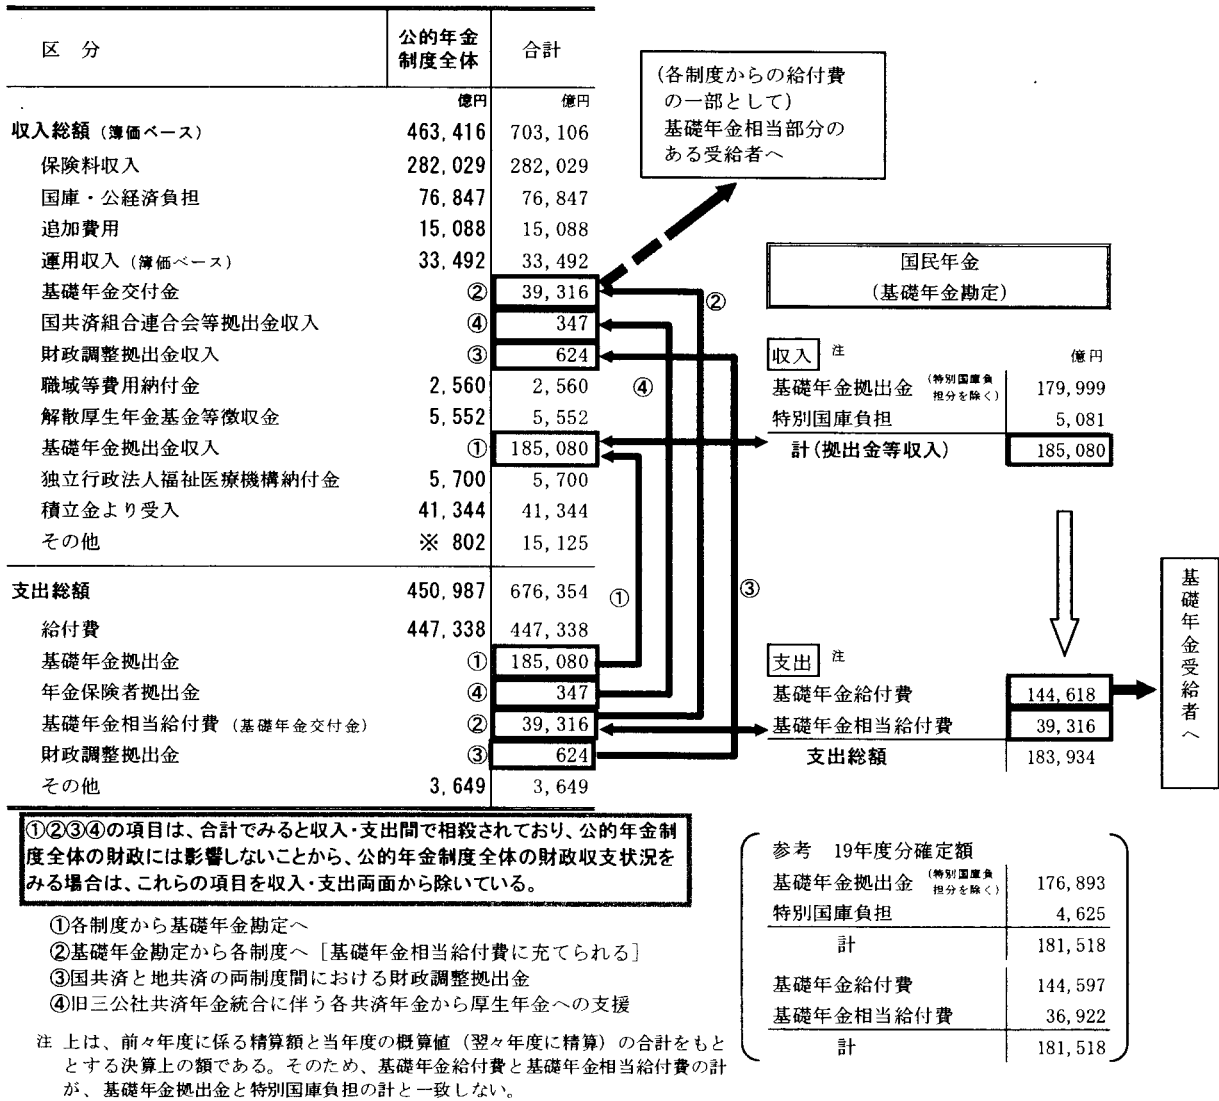 区 分 公的年金制度全体 合計
億円 億円
収入総額（簿価ベース） 463,416 703,106
保険料収入 282,029 282,029
国庫・公経済負担 76,847 76,847
追加費用 15,088 15,088
運用収入（簿価ベース） 33,492 33,492
基礎年金交付金 ② 39,316
国共済組合連合会等拠出金収入 ④ 347
財政調整拠出金収入 ③ 624
職域等費用納付金 2,560 2,560
解散厚生年金基金等徴収金 5,552 5,552
基礎年金拠出金収入 ① 185,080
独立行政法人福祉医療機構納付金 5,700 5,700
積立金より受入 41,344 41,344
その他 ※ 802 15,125
支出総額 450,987 676,354
給付費 447,338 447,338
基礎年金拠出金 ① 185,080
年金保険者拠出金 ④ 347
基礎年金相当給付費（基礎年金交付金） ② 39,316
財政調整拠出金 ③ 624
その他 3,649 3,649
(各制度からの給付費
の一部として)
基礎年金相当部分の
ある受給者へ
②
④
①
③
国民年金
(基礎年金勘定)
収入 注 億円
基礎年金拠出金 (特別国庫負担分を除く) 179,999
特別国庫負担 5,081
計(拠出金等収入) 185,080
支出 注
基礎年金給付費 144,618
基礎年金相当給付費 39,316
支出総額 183,934
基礎年金受給者へ
①②③④の項目は、合計でみると収入・支出間で相殺されており、公的年金制
度全体の財政には影響しないことから、公的年金制度全体の財政収支状況を
みる場合は、これらの項目を収入・支出両面から除いている。
①各制度から基礎年金勘定へ
②基礎年金勘定から各制度へ［基礎年金相当給付費に充てられる］
③国共済と地共済の両制度間における財政調整拠出金
④旧三公社共済年金統合に伴う各共済年金から厚生年金への支援
注 上は、前々年度に係る精算額と当年度の概算値（翌々年度に精算）の合計をもと
とする決算上の額である。そのため、基礎年金給付費と基礎年金相当給付費の計
が、基礎年金拠出金と特別国庫負担の計と一致しない。
参考 19年度分確定額
基礎年金拠出金 (特別国庫負担分を除く) 176,893
特別国庫負担 4,625
計 181,518
基礎年金給付費 144,597
基礎年金相当給付費 36,922
計 181,518